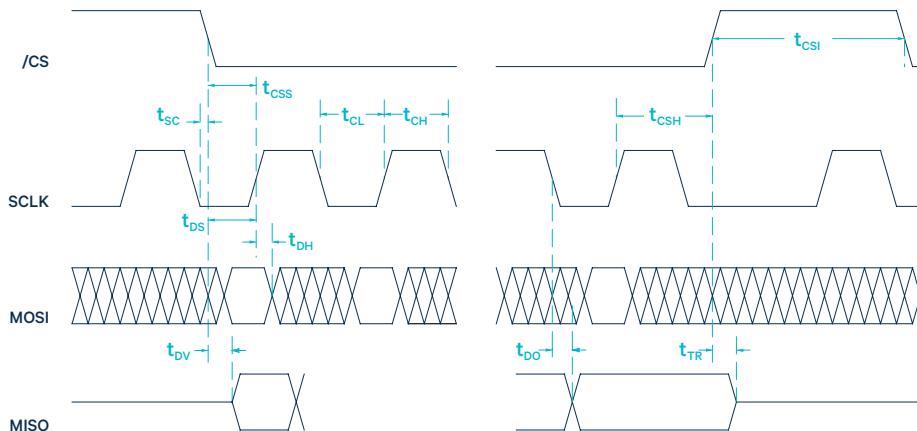 /CS
tCSI
tCSS
tSC
tCL
tCH
tCSH
SCLK
tDS
tDH
MOSI
tDV
tDO
tTR
MISO